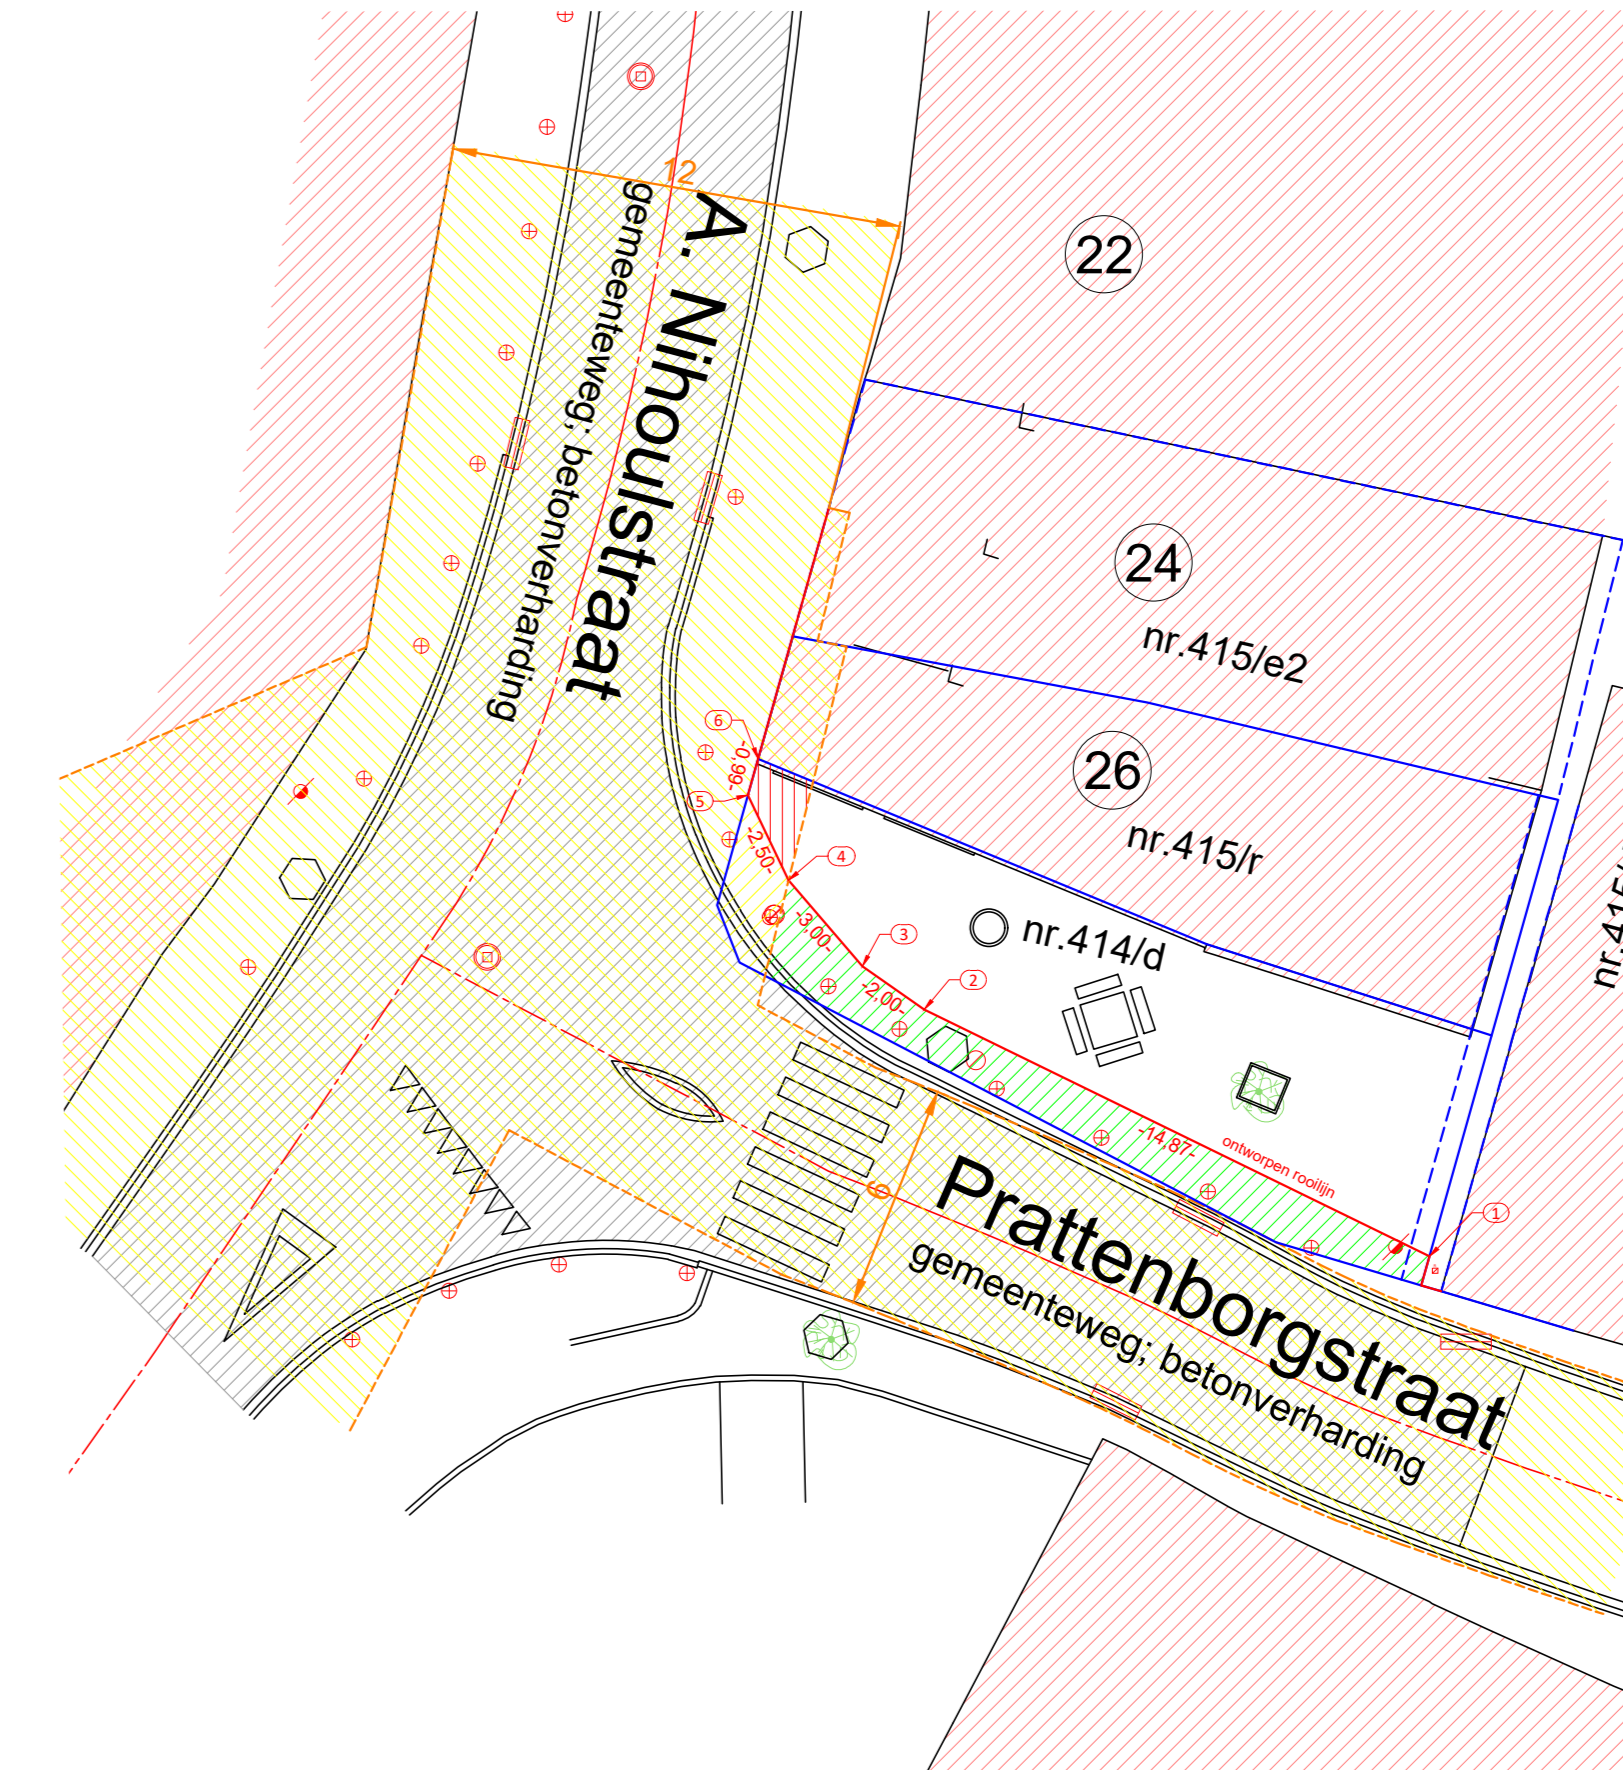 12
A. Nihoulstraat
gemeenteweg; betonverharding
22
24
nr.415/e2
26
nr.415/r
nr.414/d
6
-0,99-
5
-2,50-
4
-3,00-
3
-2,00-
2
-14,87-
ontworpen rooilijn
1
6
Prattenborgstraat
gemeenteweg; betonverharding